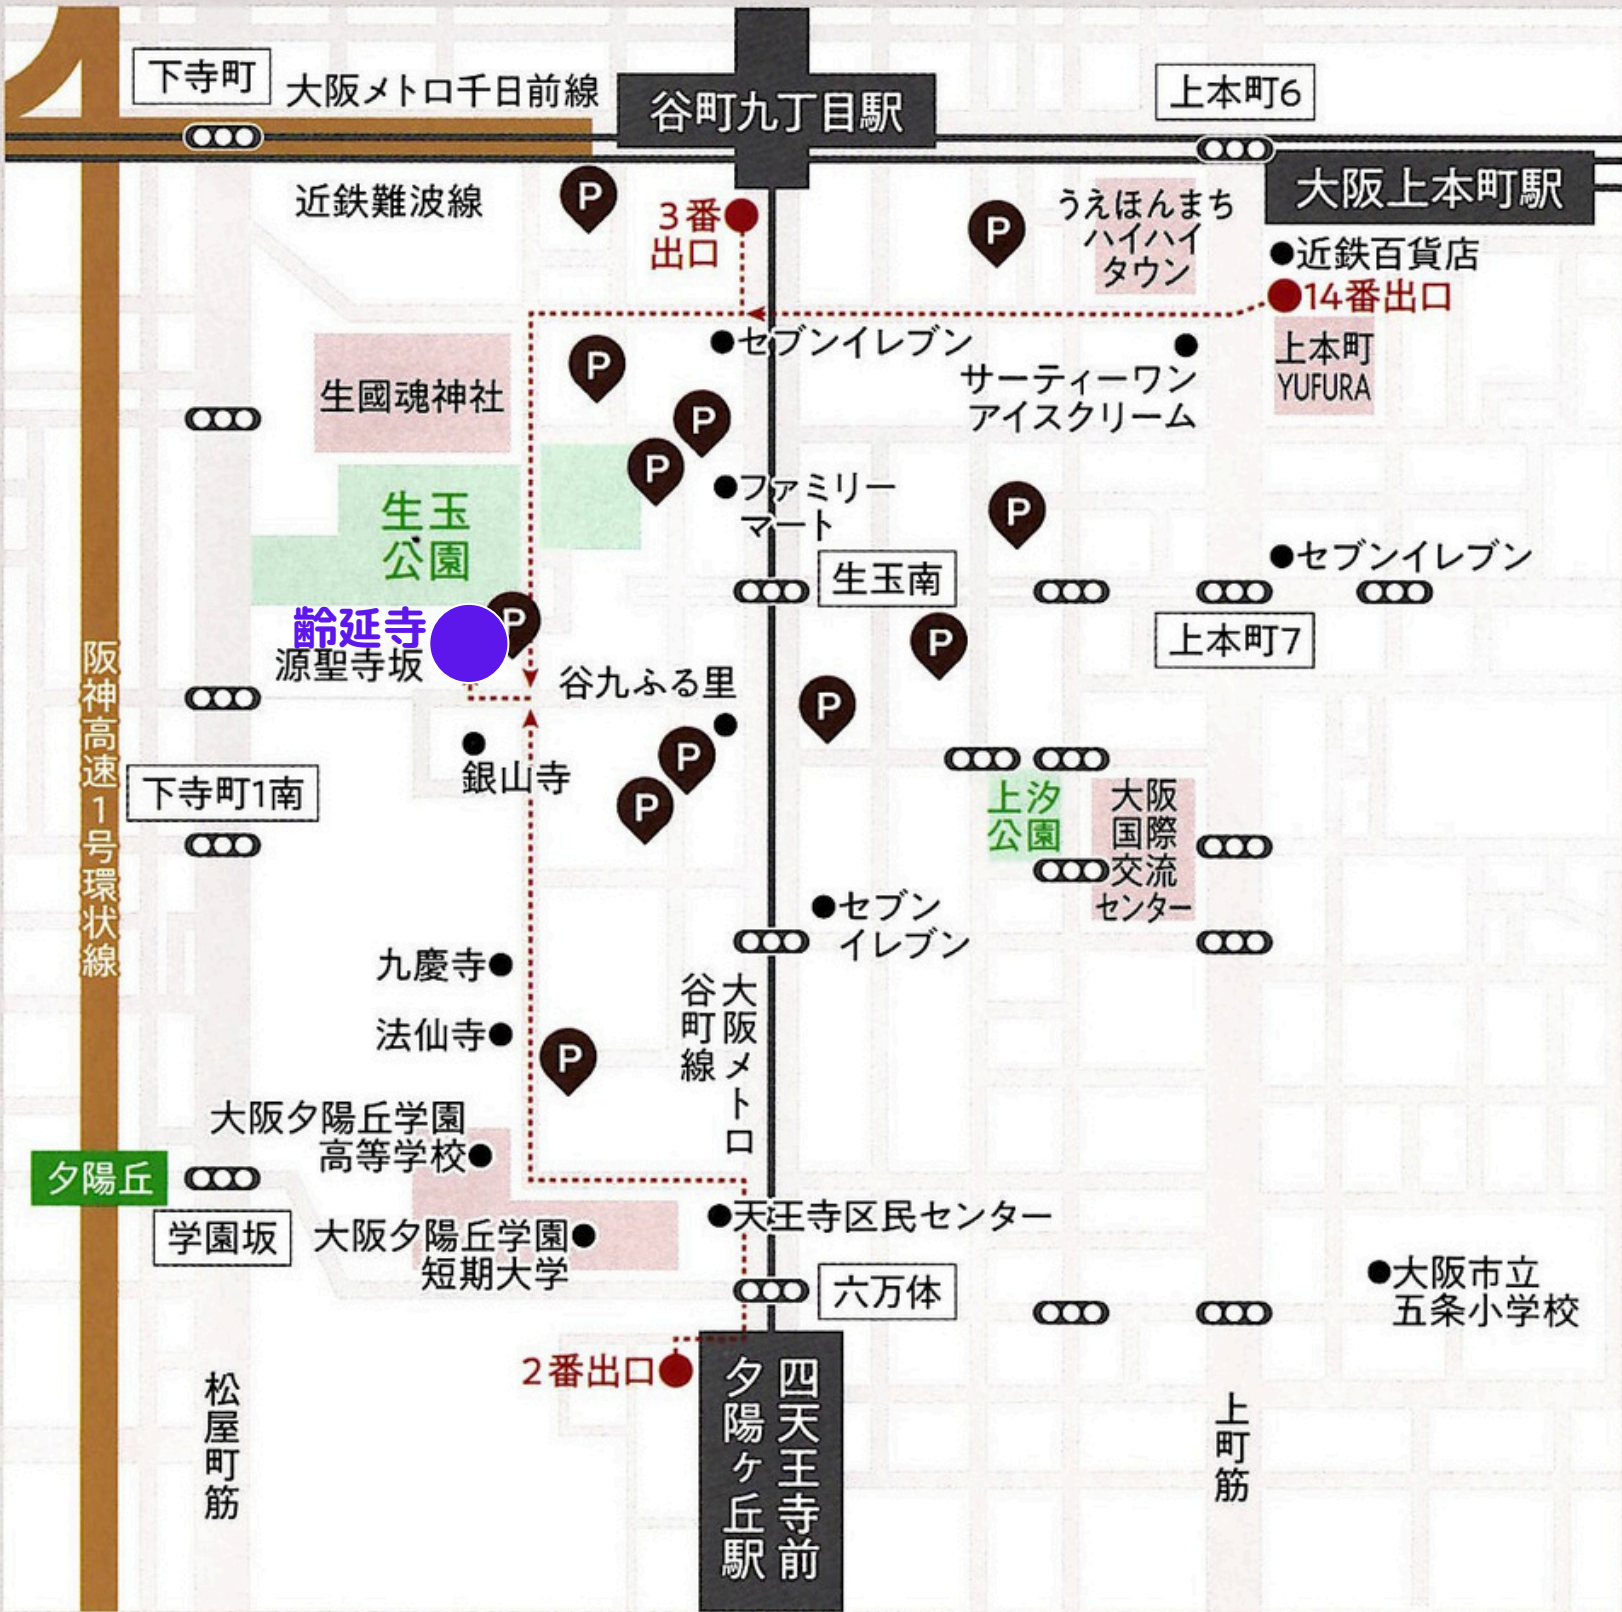 下寺町
大阪メトロ千日前線
谷町九丁目駅
上本町6
大阪上本町駅
近鉄難波線
P
3番
出口
P
うえほんまち
ハイハイ
タウン
近鉄百貨店
14番出口
セブンイレブン
上本町
YUFURA
P
サーティーワン
アイスクリーム
生國魂神社
P
P
ファミリー
マート
生玉
公園
P
セブンイレブン
生玉南
齢延寺
P
源聖寺坂
上本町7
P
谷九ふる里
P
阪神高速1号環状線
P
銀山寺
下寺町1南
P
上汐
公園
大阪
国際
交流
センター
セブン
イレブン
九慶寺
大阪メトロ
谷町線
法仙寺
P
大阪夕陽丘学園
高等学校
夕陽丘
天王寺区民センター
学園坂
大阪夕陽丘学園
短期大学
六万体
大阪市立
五条小学校
2番出口
四天王寺前
夕陽ヶ丘駅
松屋町筋
上町筋